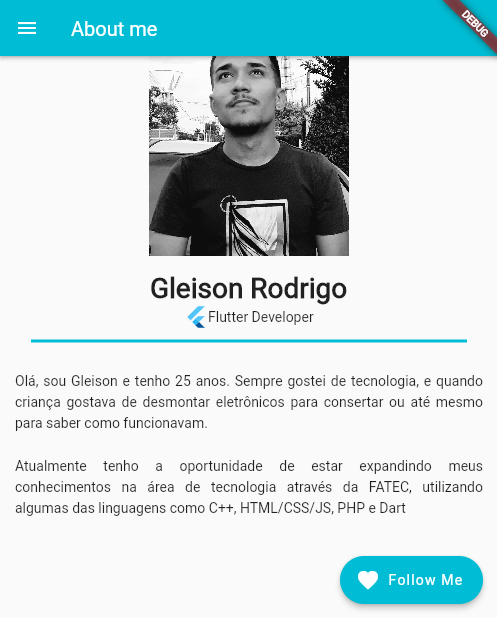 About me
DEBUG
Gleison Rodrigo
Flutter Developer
Olá, sou Gleison e tenho 25 anos. Sempre gostei de tecnologia, e quando
criança gostava de desmontar eletrônicos para consertar ou até mesmo
para saber como funcionavam.
Atualmente tenho a oportunidade de estar expandindo meus
conhecimentos na área de tecnologia através da FATEC, utilizando
algumas das linguagens como C++, HTML/CSS/JS, PHP e Dart
Follow Me